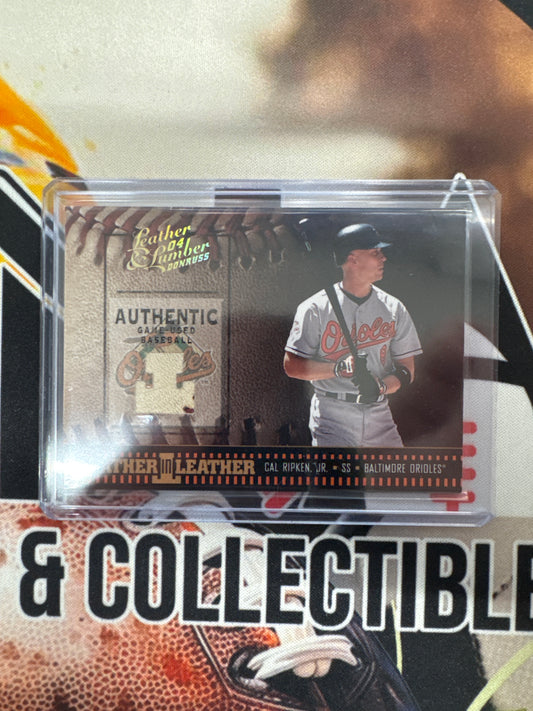 Leather
04
& Lumber
DONRUSS
AUTHENTIC
GAME-USED
BASEBALL
Orioles
Orioles
8
LEATHER IN LEATHER
CAL RIPKEN, JR. • SS • BALTIMORE ORIOLES
& COLLECTIBLE